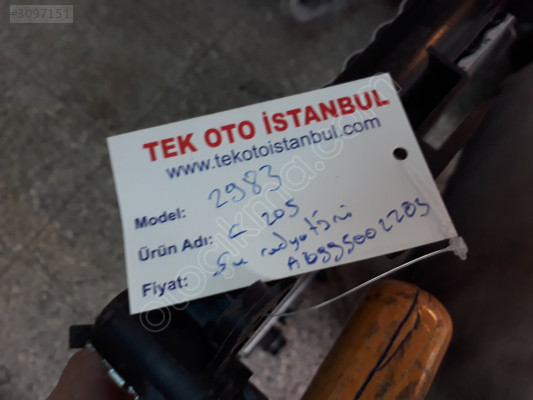 #3097151
TEK OTO İSTANBUL
www.tekotoistanbul.com
Model: 2983
Ürün Adı: C 205
Fiyat: Su radyatörü
A0995002203